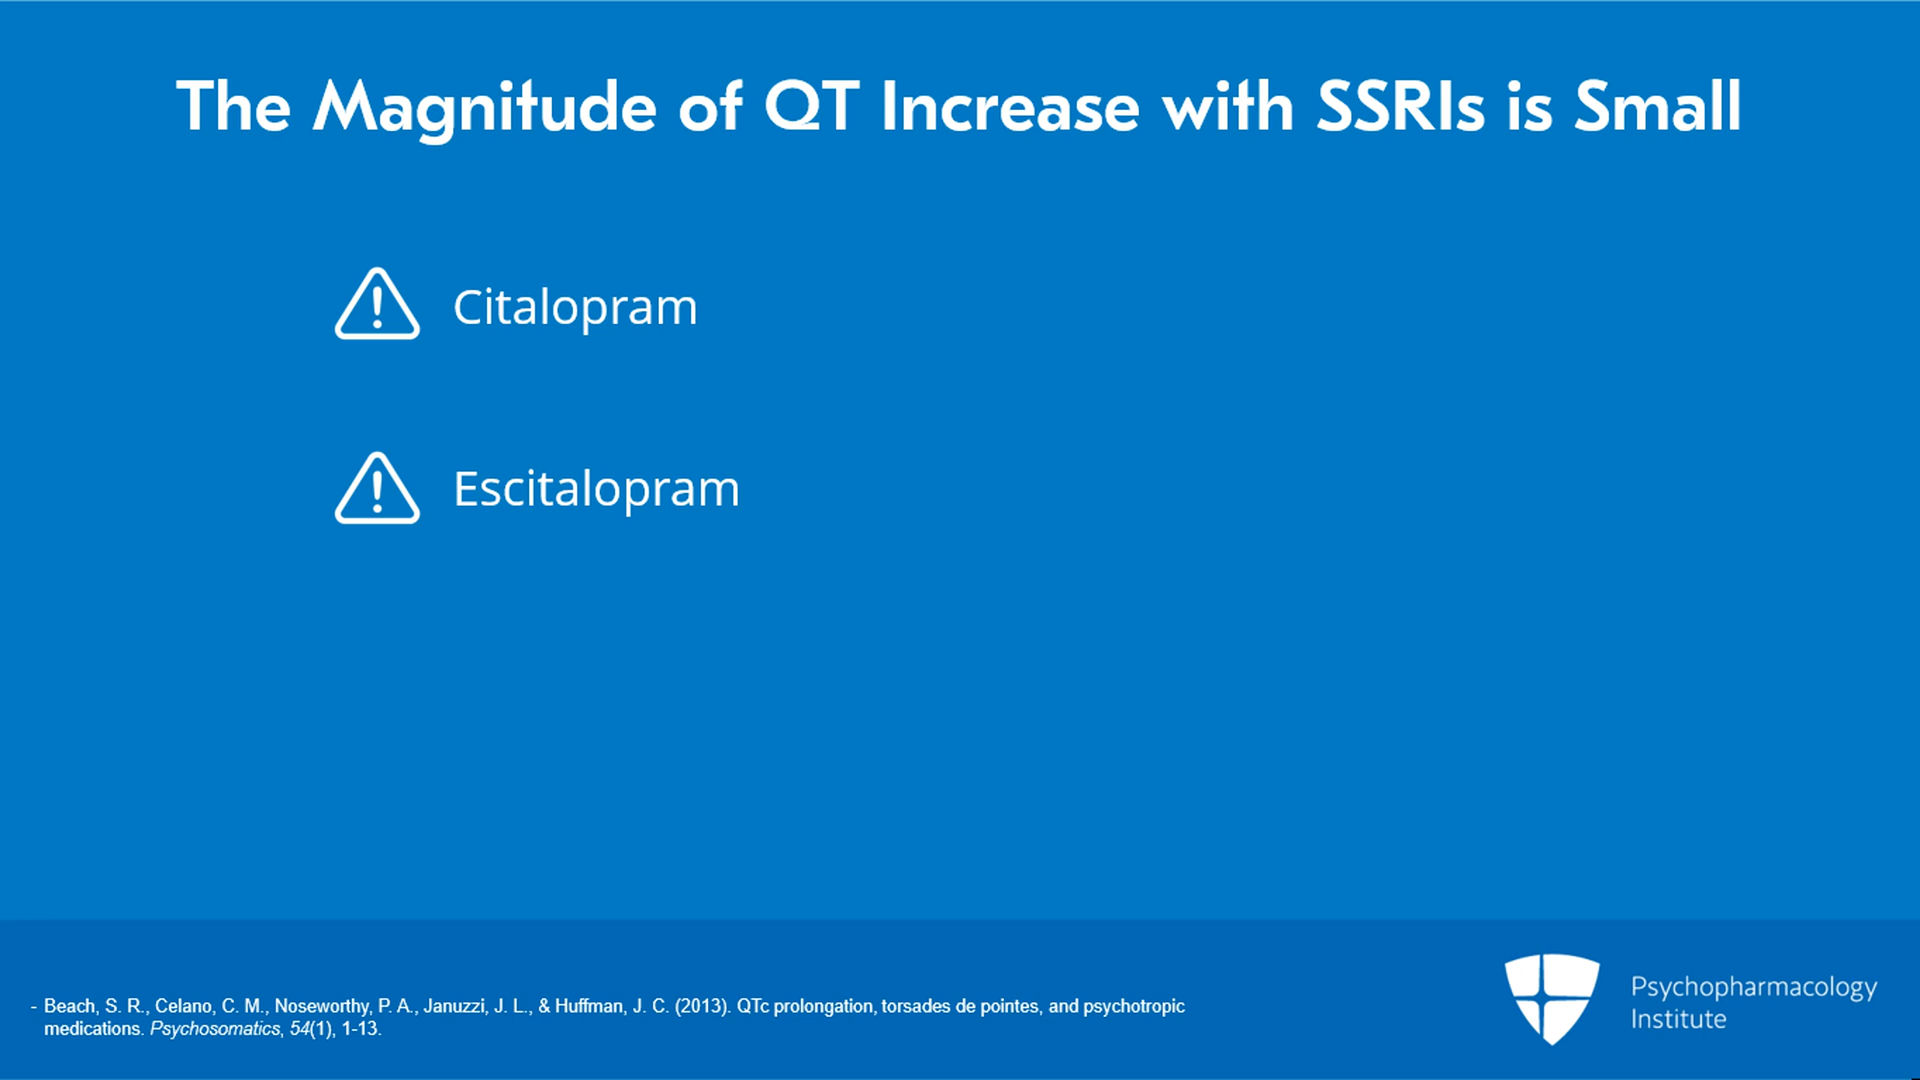 The Magnitude of QT Increase with SSRIs is Small
Citalopram
Escitalopram
- Beach, S. R., Celano, C. M., Noseworthy, P. A., Januzzi, J. L., & Huffman, J. C. (2013). QTc prolongation, torsades de pointes, and psychotropic
medications. Psychosomatics, 54(1), 1-13.
Psychopharmacology
Institute